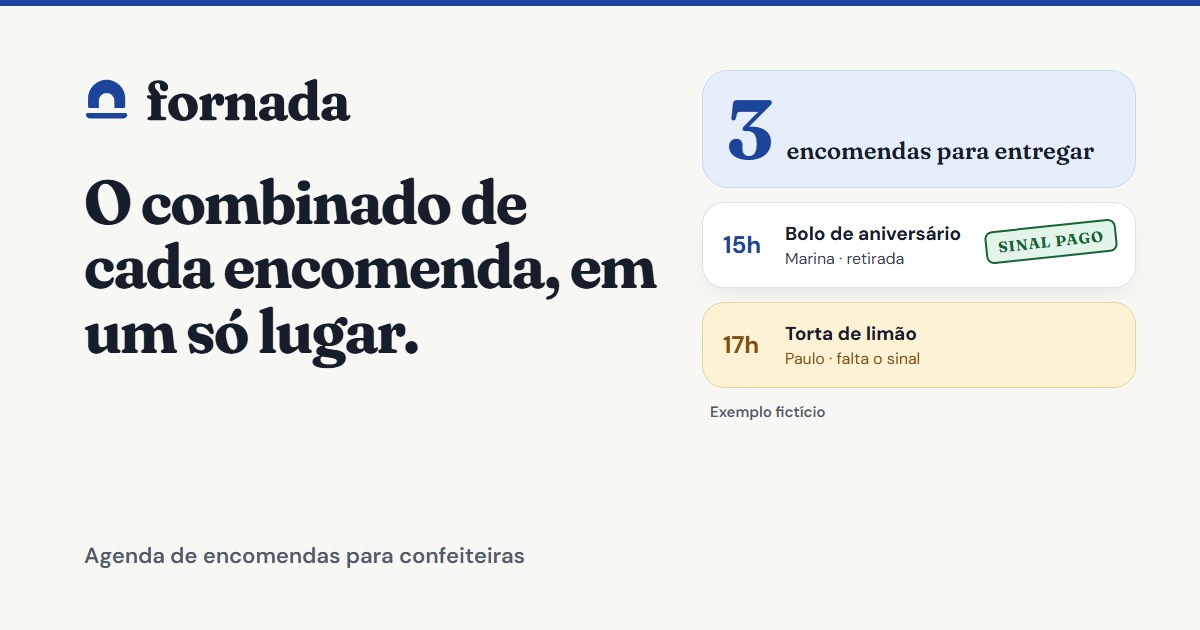 fornada
O combinado de
cada encomenda, em
um só lugar.
Agenda de encomendas para confeiteiras
3 encomendas para entregar
15h
Bolo de aniversário
Marina · retirada
SINAL PAGO
17h
Torta de limão
Paulo · falta o sinal
Exemplo fictício